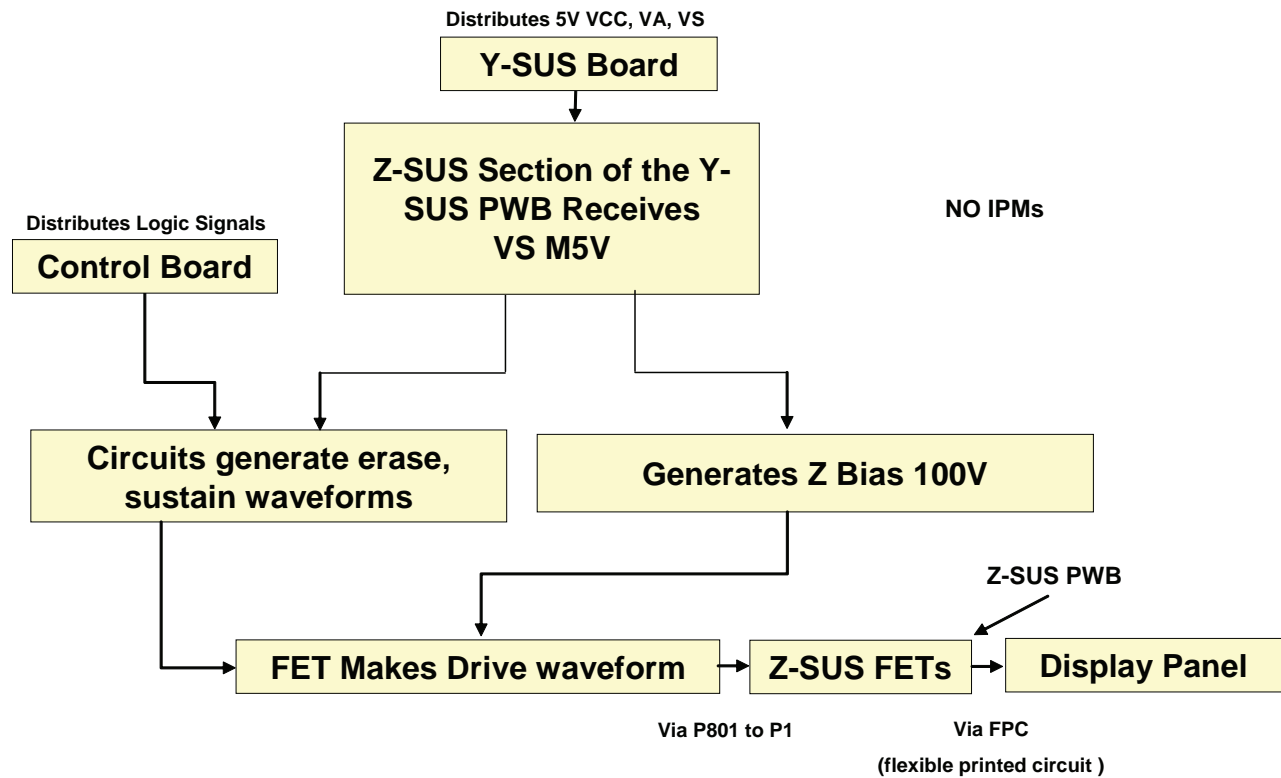 Distributes 5V VCC, VA, VS
Y-SUS Board
Z-SUS Section of the Y-
SUS PWB Receives
VS M5V
NO IPMs
Distributes Logic Signals
Control Board
Circuits generate erase,
sustain waveforms
Generates Z Bias 100V
Z-SUS PWB
FET Makes Drive waveform
Z-SUS FETs
Display Panel
Via P801 to P1
Via FPC
(flexible printed circuit )